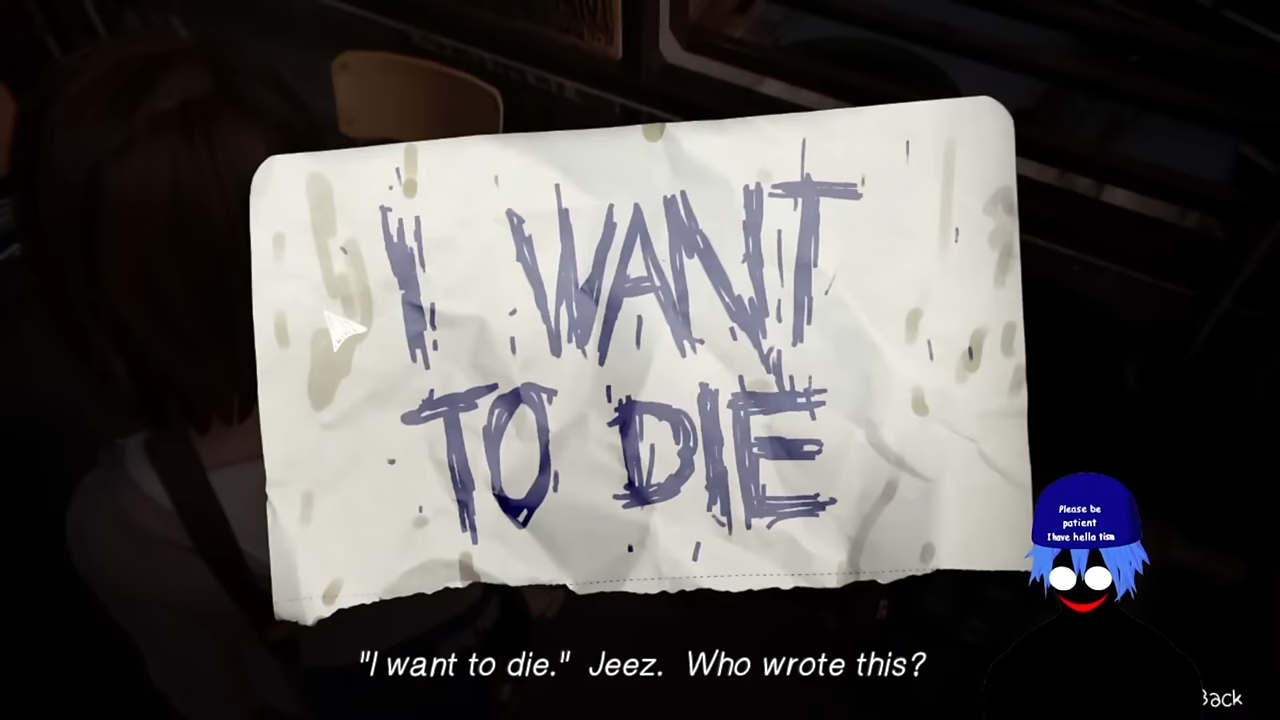 I WANT
TO DIE
Please be
patient
I have hella tism
"I want to die." Jeez. Who wrote this?
Back